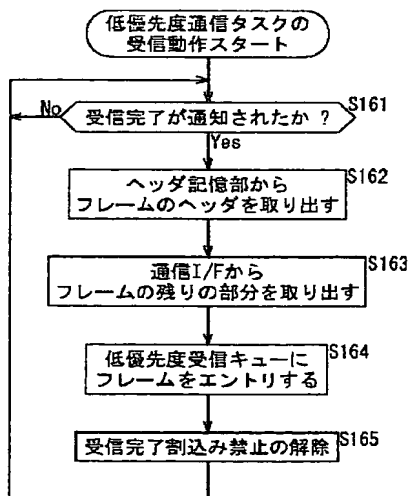 低優先度通信タスクの
受信動作スタート
No
受信完了が通知されたか ?
S161
Yes
ヘッダ記憶部から
フレームのヘッダを取り出す
S162
通信I/Fから
フレームの残りの部分を取り出す
S163
低優先度受信キューに
フレームをエントリする
S164
受信完了割込み禁止の解除
S165